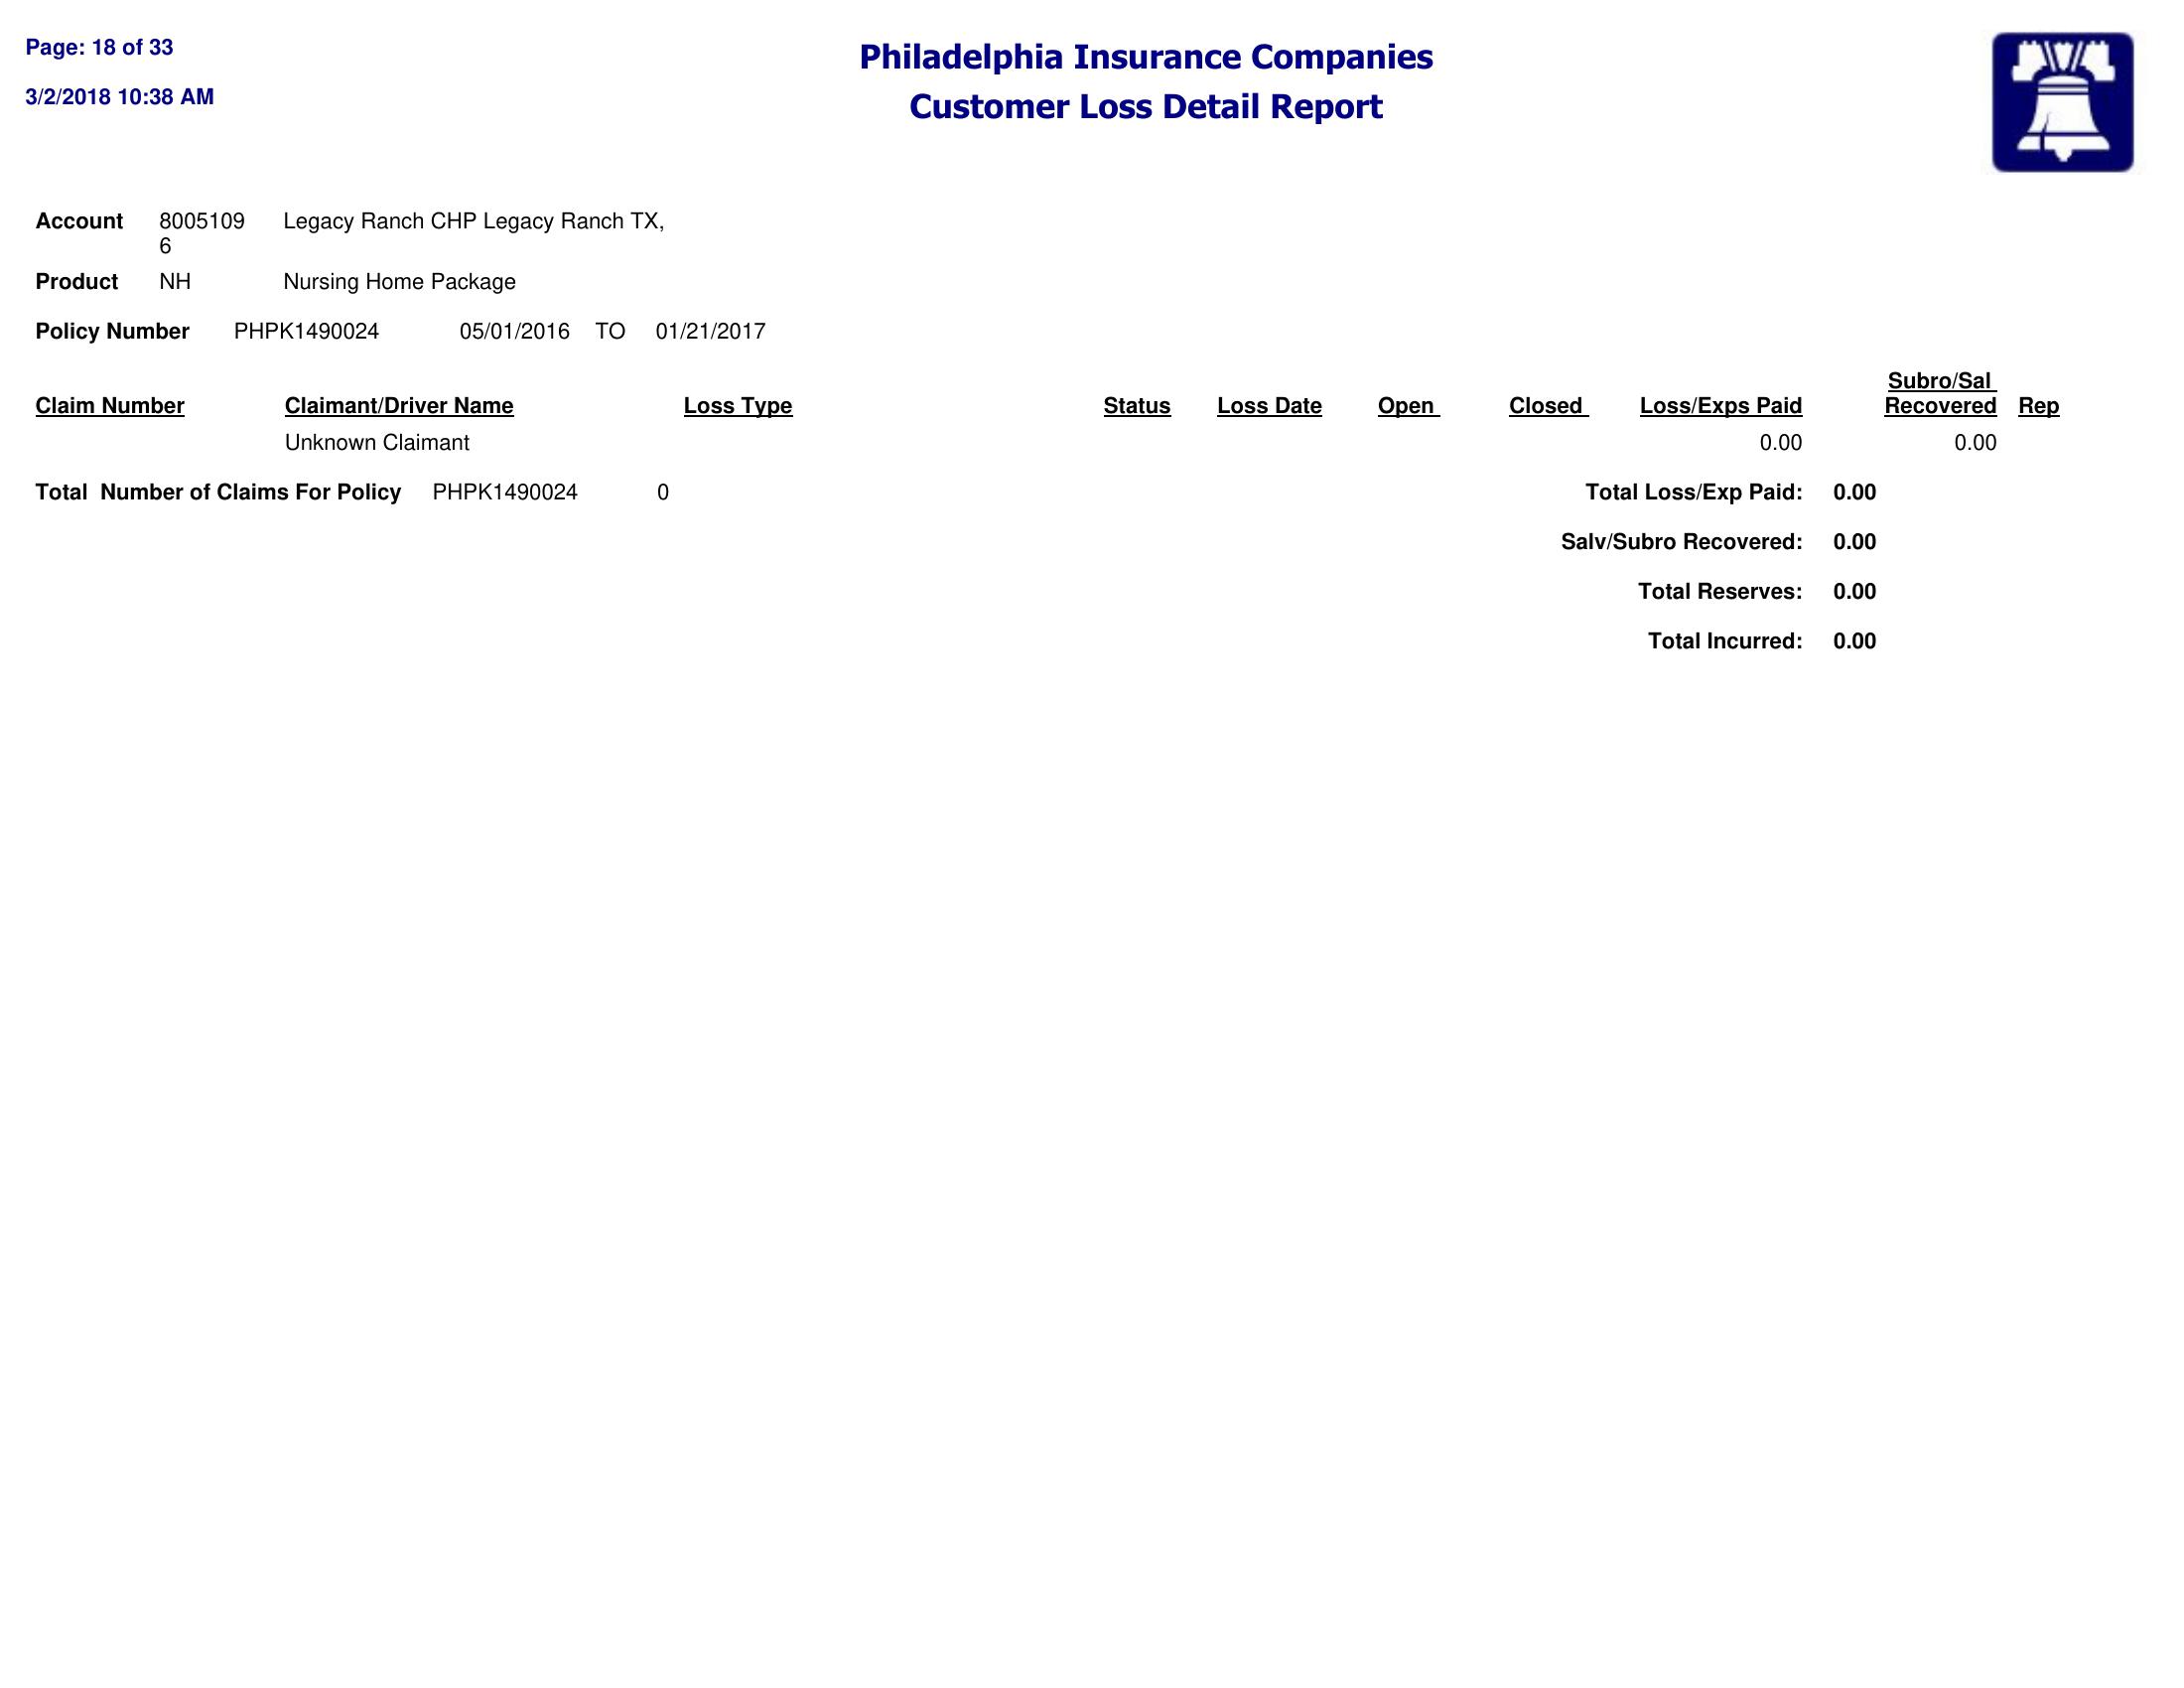 Page: 18 of 33
3/2/2018 10:38 AM
Philadelphia Insurance Companies
Customer Loss Detail Report
Account 8005109 Legacy Ranch CHP Legacy Ranch TX,
6
Product NH Nursing Home Package
Policy Number PHPK1490024 05/01/2016 TO 01/21/2017
Subro/Sal
Claim Number Claimant/Driver Name Loss Type Status Loss Date Open Closed Loss/Exps Paid Recovered Rep
Unknown Claimant 0.00 0.00
Total Number of Claims For Policy PHPK1490024 0 Total Loss/Exp Paid: 0.00
Salv/Subro Recovered: 0.00
Total Reserves: 0.00
Total Incurred: 0.00